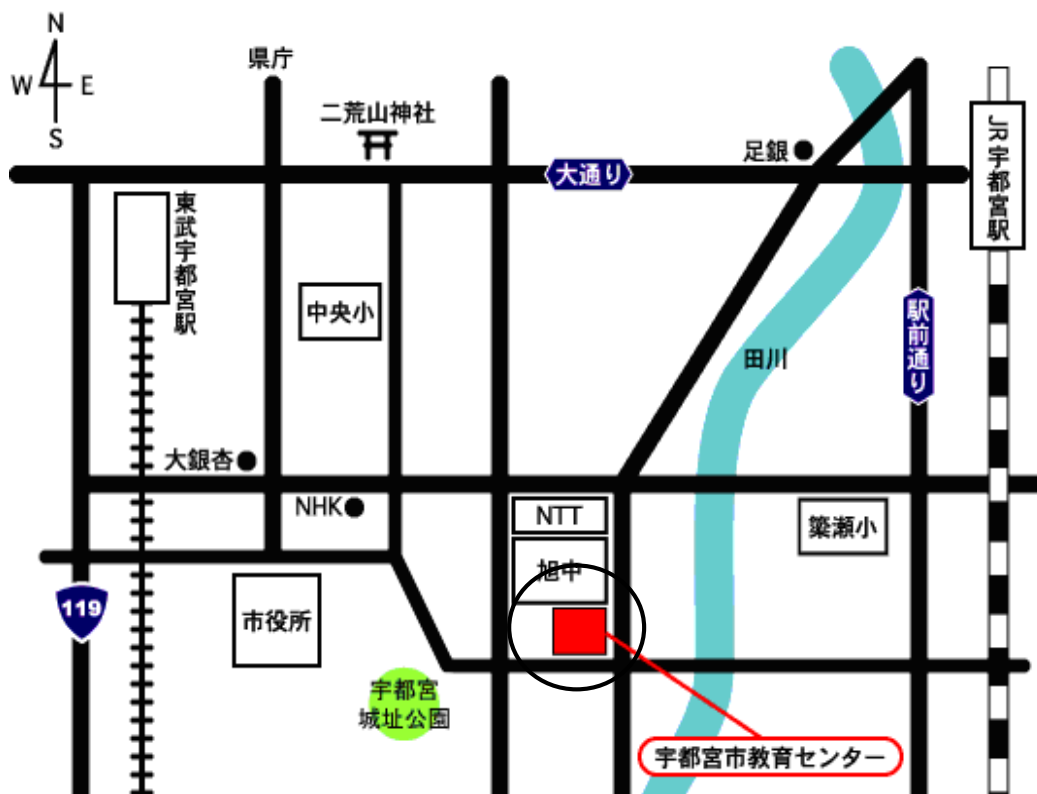 N
W E
S
県庁
二荒山神社
足銀
大通り
JR宇都宮駅
東武宇都宮駅
中央小
駅前通り
田川
大銀杏
NHK
NTT
簗瀬小
旭中
119
市役所
宇都宮
城址公園
宇都宮市教育センター